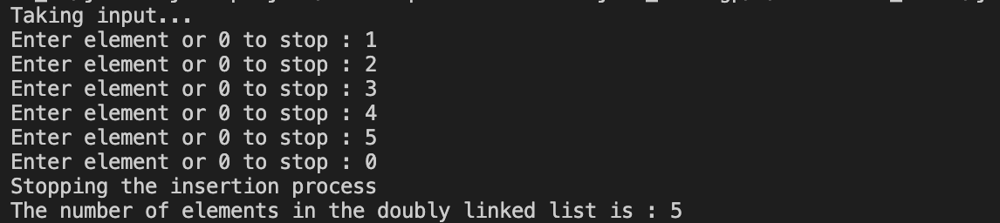 Taking input...
Enter element or 0 to stop : 1
Enter element or 0 to stop : 2
Enter element or 0 to stop : 3
Enter element or 0 to stop : 4
Enter element or 0 to stop : 5
Enter element or 0 to stop : 0
Stopping the insertion process
The number of elements in the doubly linked list is : 5